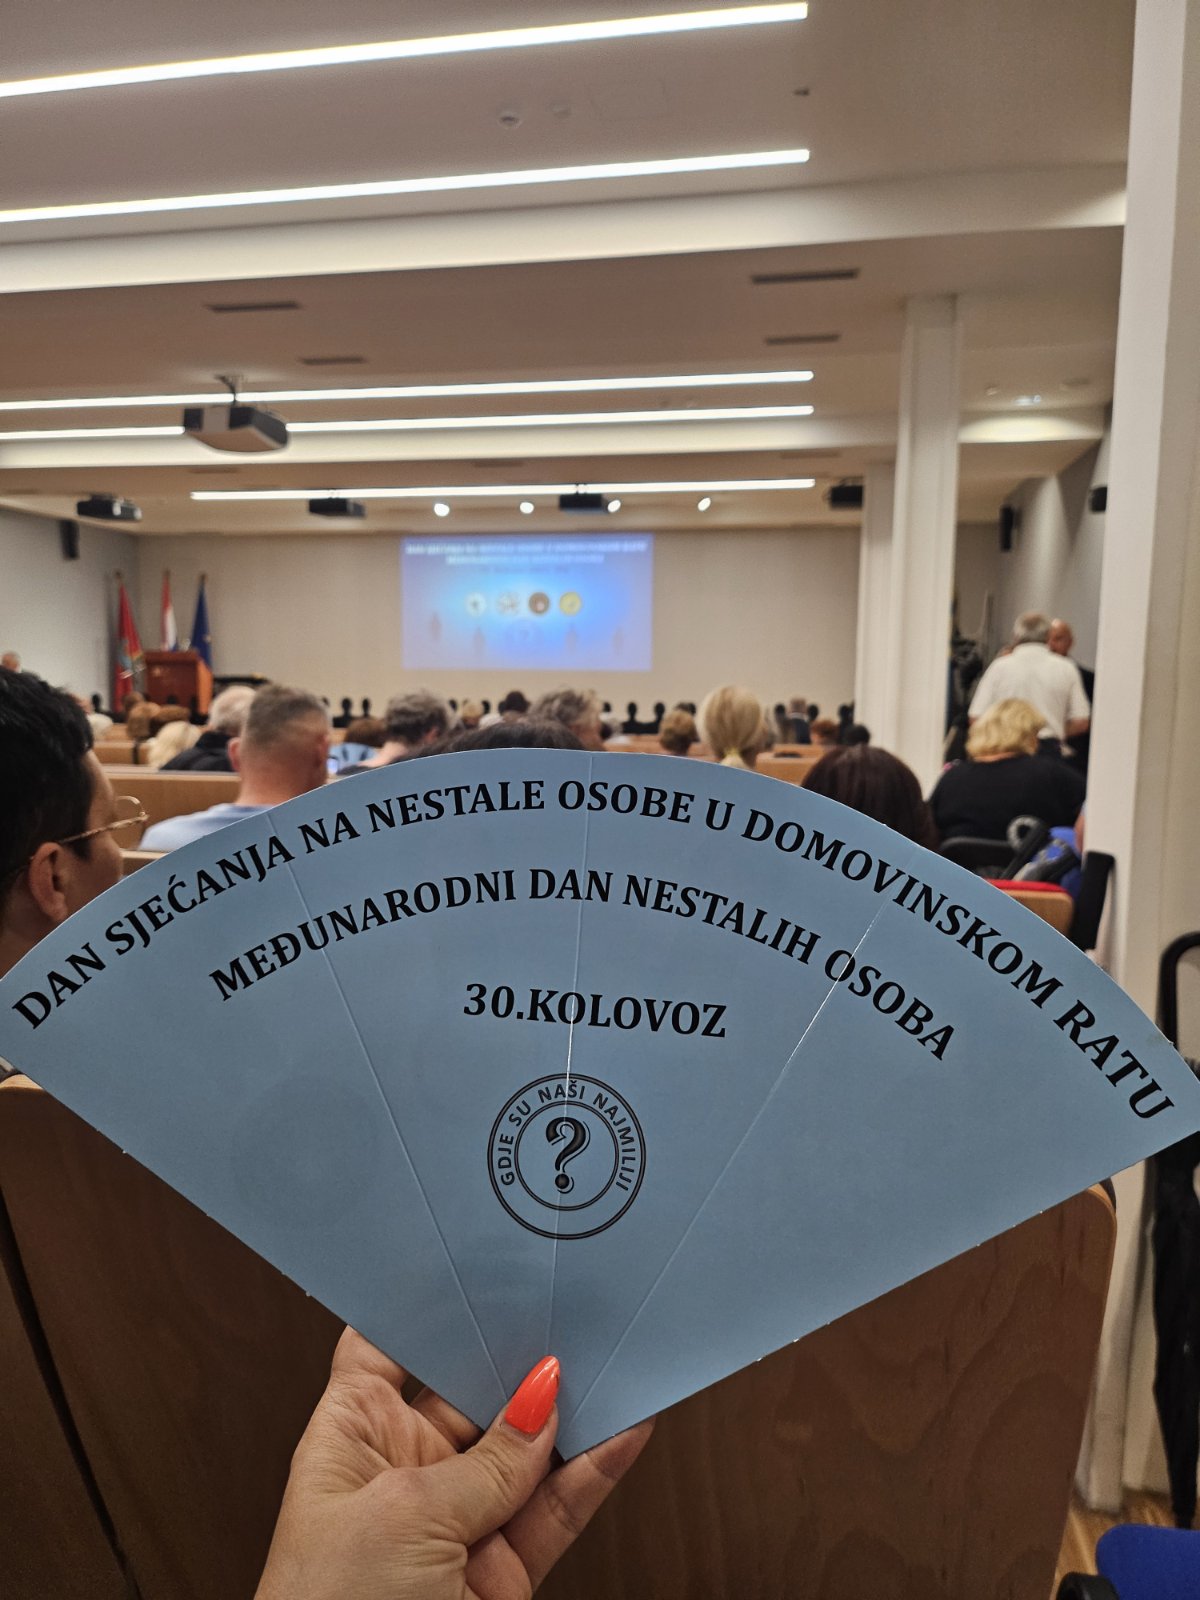 DAN SJEĆANJA NA NESTALE OSOBE U DOMOVINSKOM RATU
MEĐUNARODNI DAN NESTALIH OSOBA
30.KOLOVOZ
GDJE SU NAŠI NAJMILIJI
?